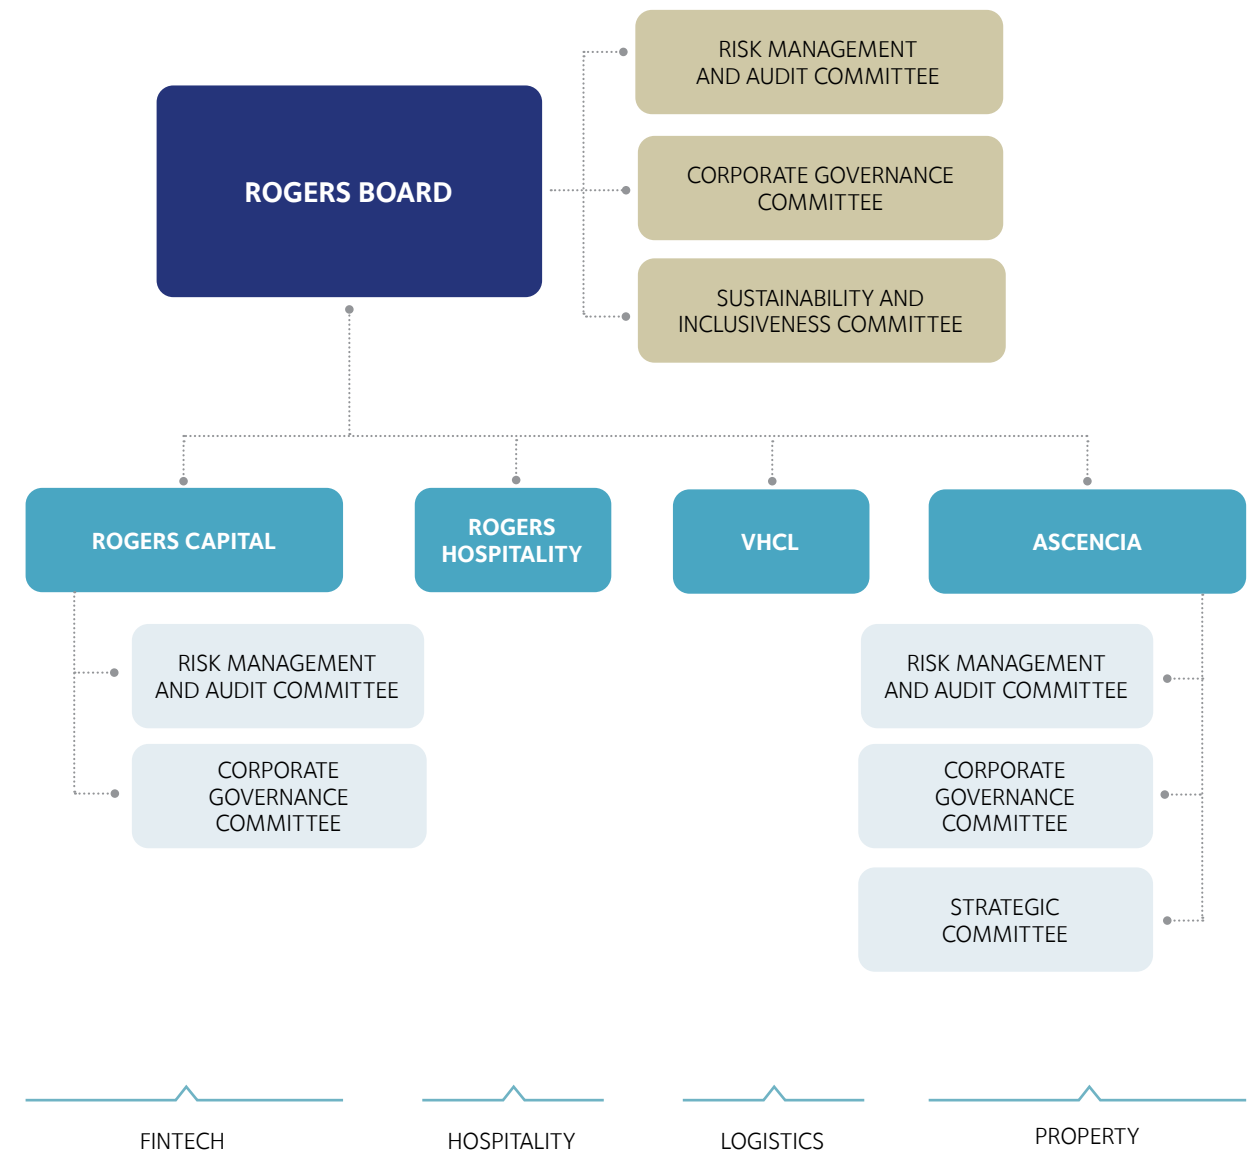 RISK MANAGEMENT
AND AUDIT COMMITTEE
ROGERS BOARD
CORPORATE GOVERNANCE
COMMITTEE
SUSTAINABILITY AND
INCLUSIVENESS COMMITTEE
ROGERS CAPITAL
ROGERS
HOSPITALITY
VHCL
ASCENCIA
RISK MANAGEMENT
AND AUDIT COMMITTEE
CORPORATE
GOVERNANCE
COMMITTEE
RISK MANAGEMENT
AND AUDIT COMMITTEE
CORPORATE
GOVERNANCE
COMMITTEE
STRATEGIC
COMMITTEE
FINTECH
HOSPITALITY
LOGISTICS
PROPERTY